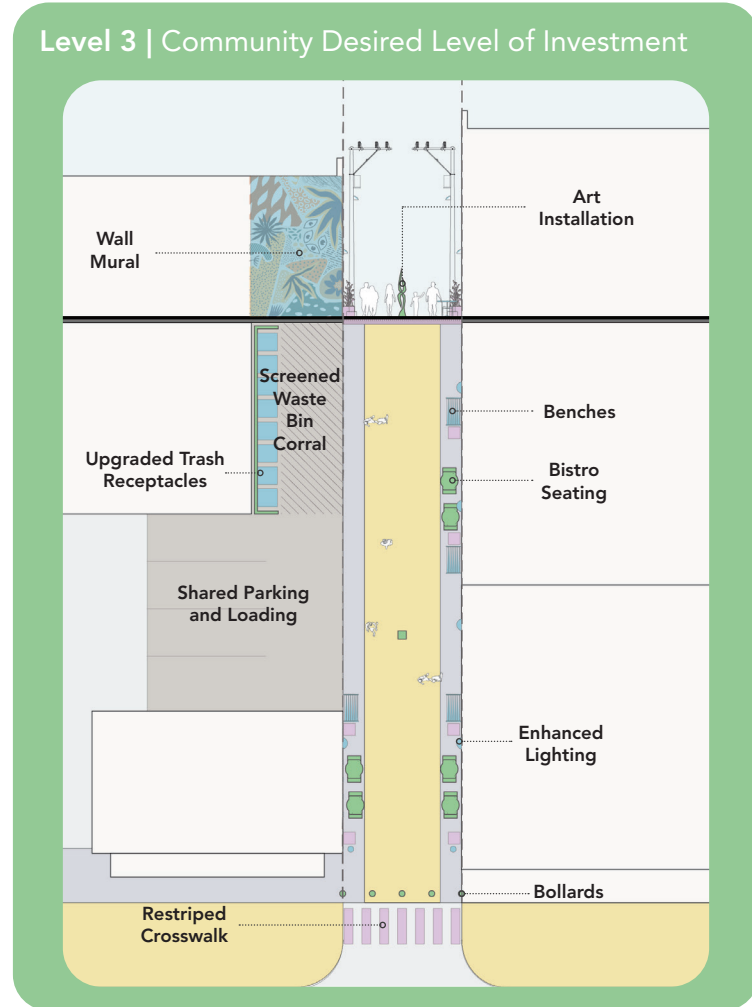 Level 3 | Community Desired Level of Investment
Wall
Mural
Art
Installation
Screened
Waste
Bin
Corral
Upgraded Trash
Receptacles
Benches
Bistro
Seating
Shared Parking
and Loading
Enhanced
Lighting
Bollards
Restriped
Crosswalk